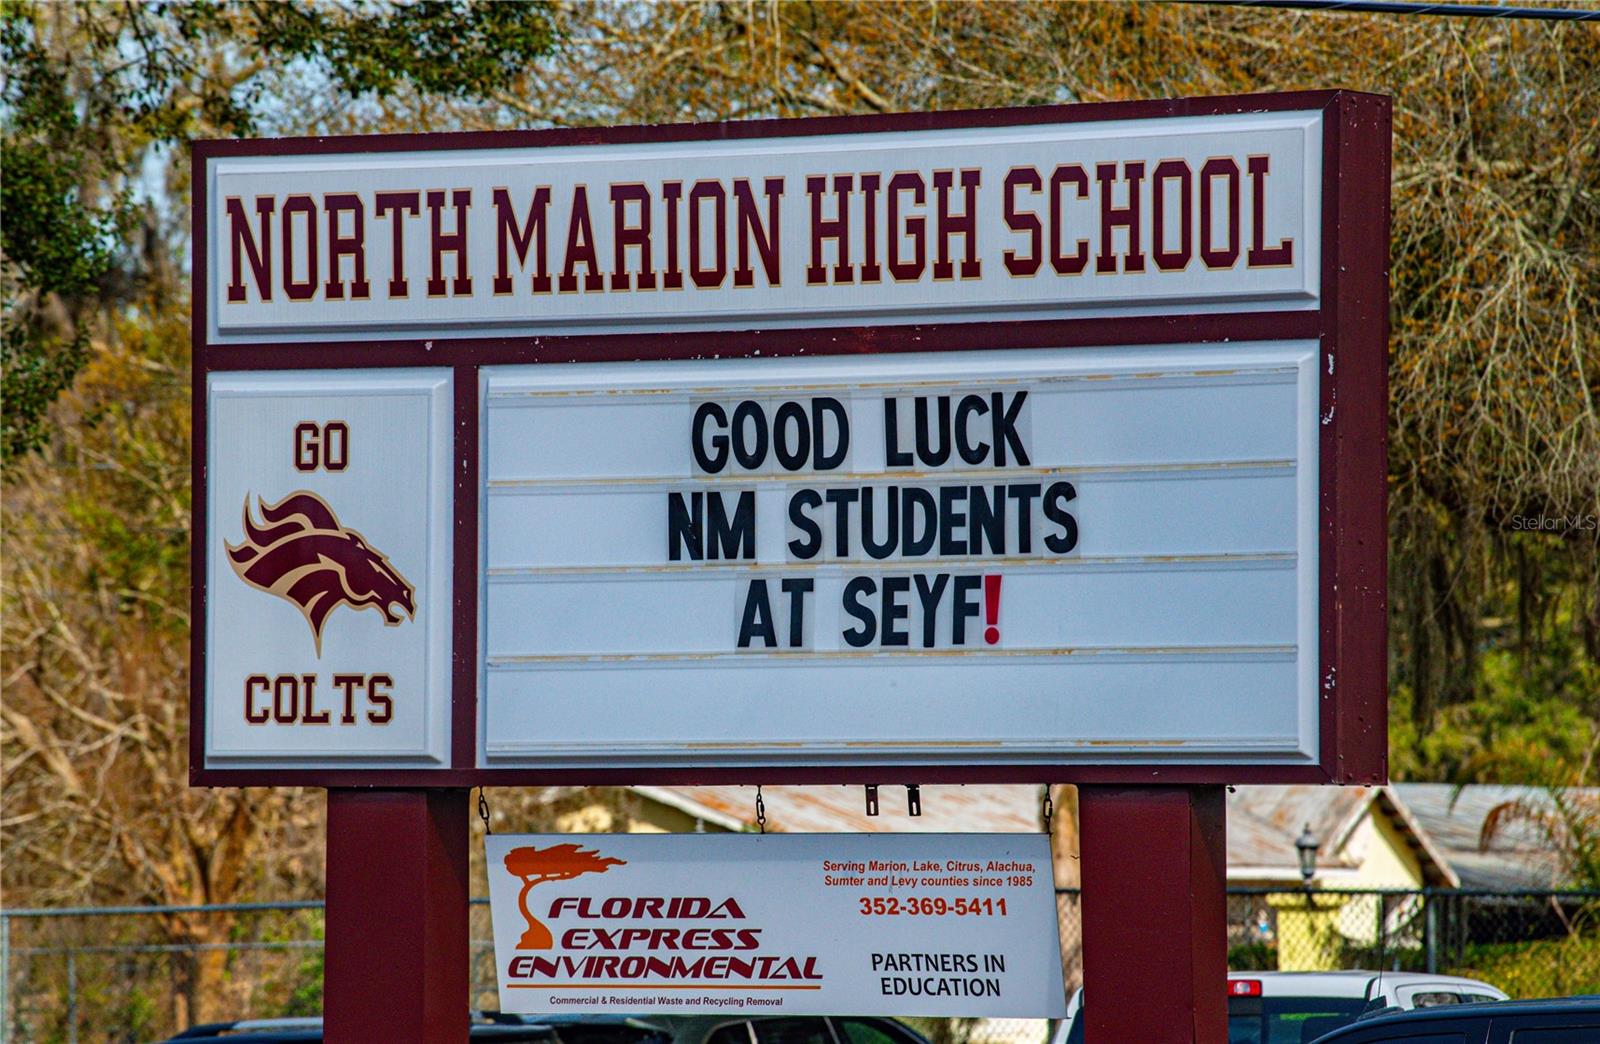 NORTH MARION HIGH SCHOOL
GO
COLTS
GOOD LUCK
NM STUDENTS
AT SEYF!
FLORIDA
EXPRESS
ENVIRONMENTAL
Commercial & Residential Waste and Recycling Removal
Serving Marion, Lake, Citrus, Alachua,
Sumter and Levy counties since 1985
352-369-5411
PARTNERS IN
EDUCATION
StellarMLS